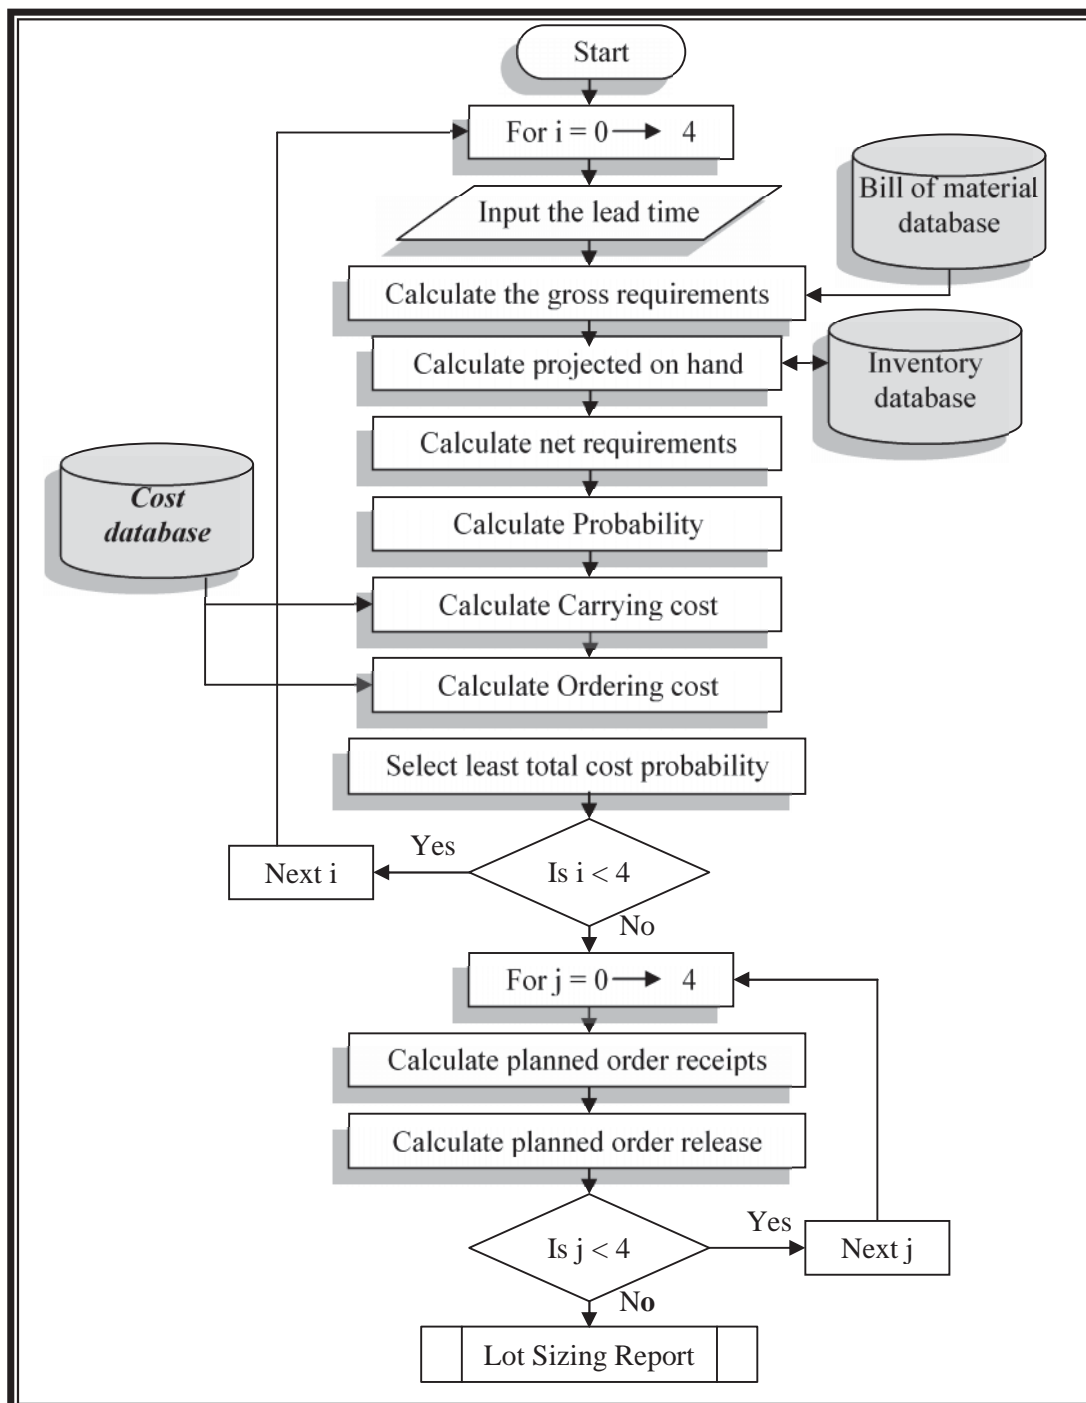 Start
For i = 0 → 4
Input the lead time
Bill of material
database
Calculate the gross requirements
Calculate projected on hand
Inventory
database
Calculate net requirements
Cost
database
Calculate Probability
Calculate Carrying cost
Calculate Ordering cost
Select least total cost probability
Yes
Next i
Is i < 4
No
For j = 0 → 4
Calculate planned order receipts
Calculate planned order release
Yes
Is j < 4
Next j
No
Lot Sizing Report